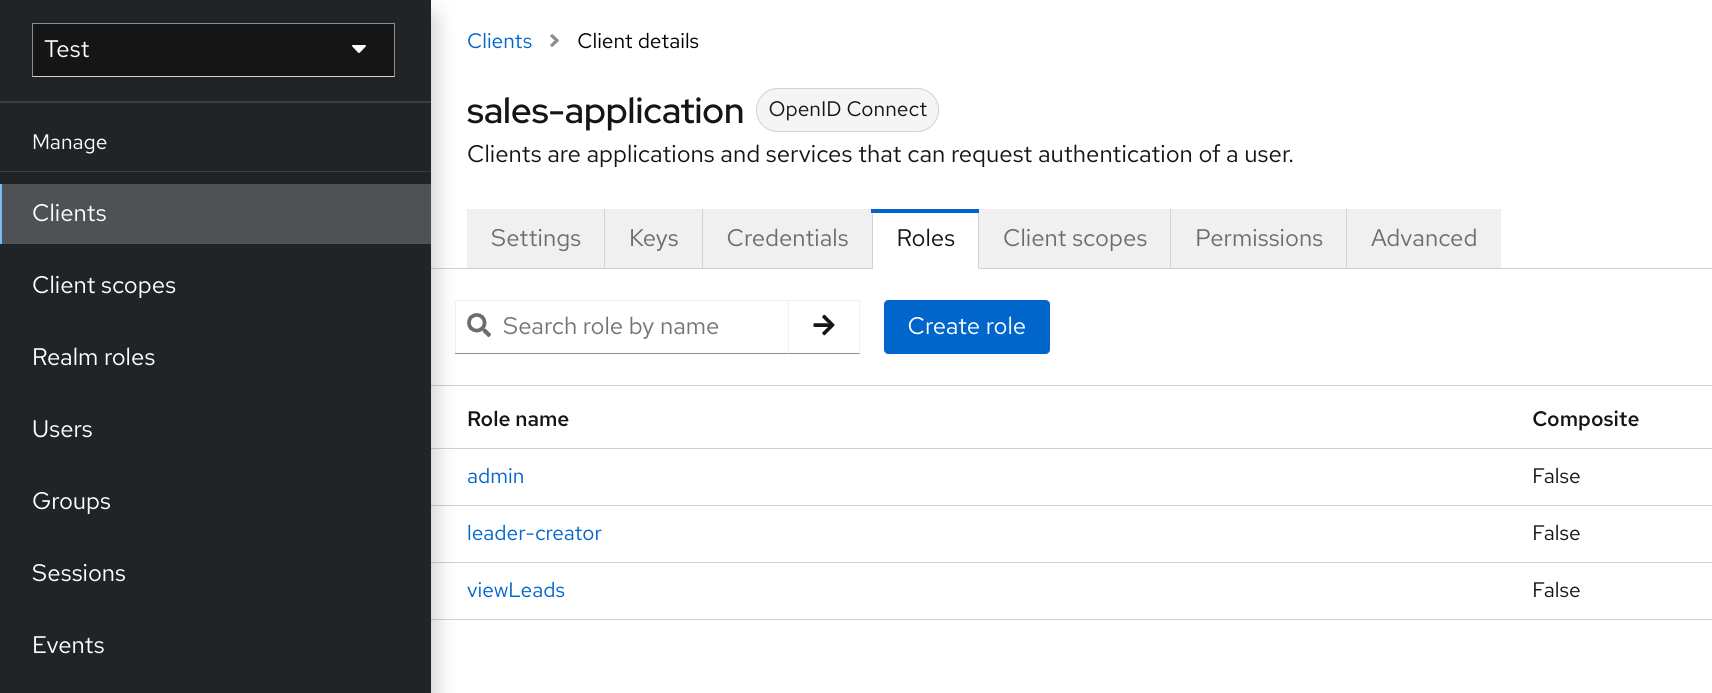 Test
Manage
Clients
Client scopes
Realm roles
Users
Groups
Sessions
Events
Clients > Client details
sales-application OpenID Connect
Clients are applications and services that can request authentication of a user.
Settings Keys Credentials Roles Client scopes Permissions Advanced
Search role by name Create role
Role name Composite
admin False
leader-creator False
viewLeads False